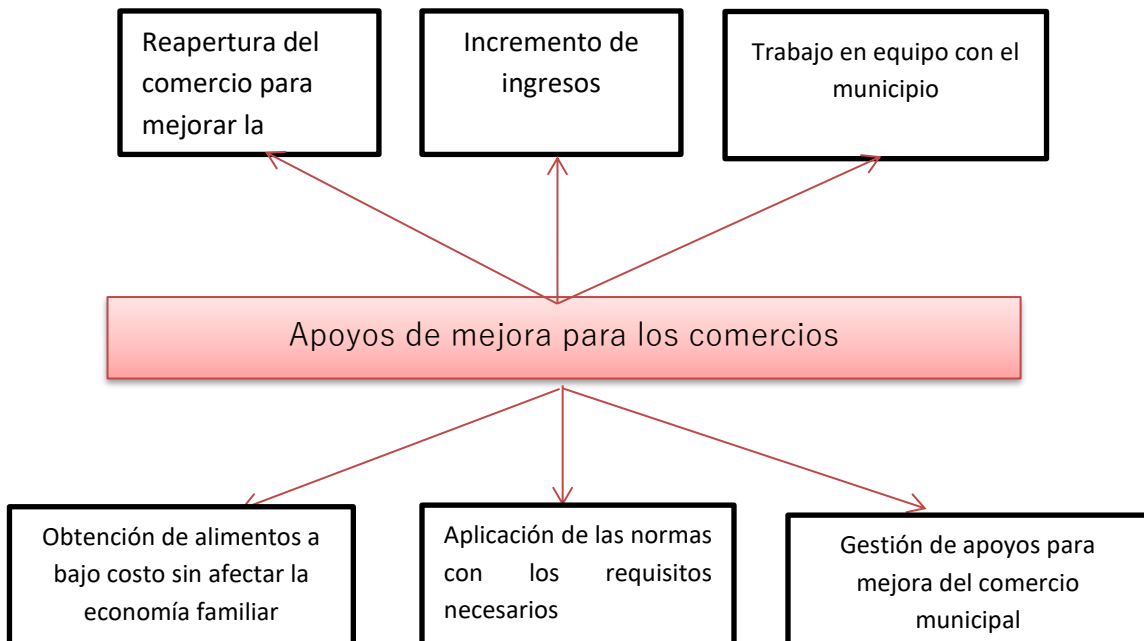 Reapertura del
comercio para
mejorar la
Incremento de
ingresos
Trabajo en equipo con el
municipio
Apoyos de mejora para los comercios
Obtención de alimentos a
bajo costo sin afectar la
economía familiar
Aplicación de las normas
con los requisitos
necesarios
Gestión de apoyos para
mejora del comercio
municipal